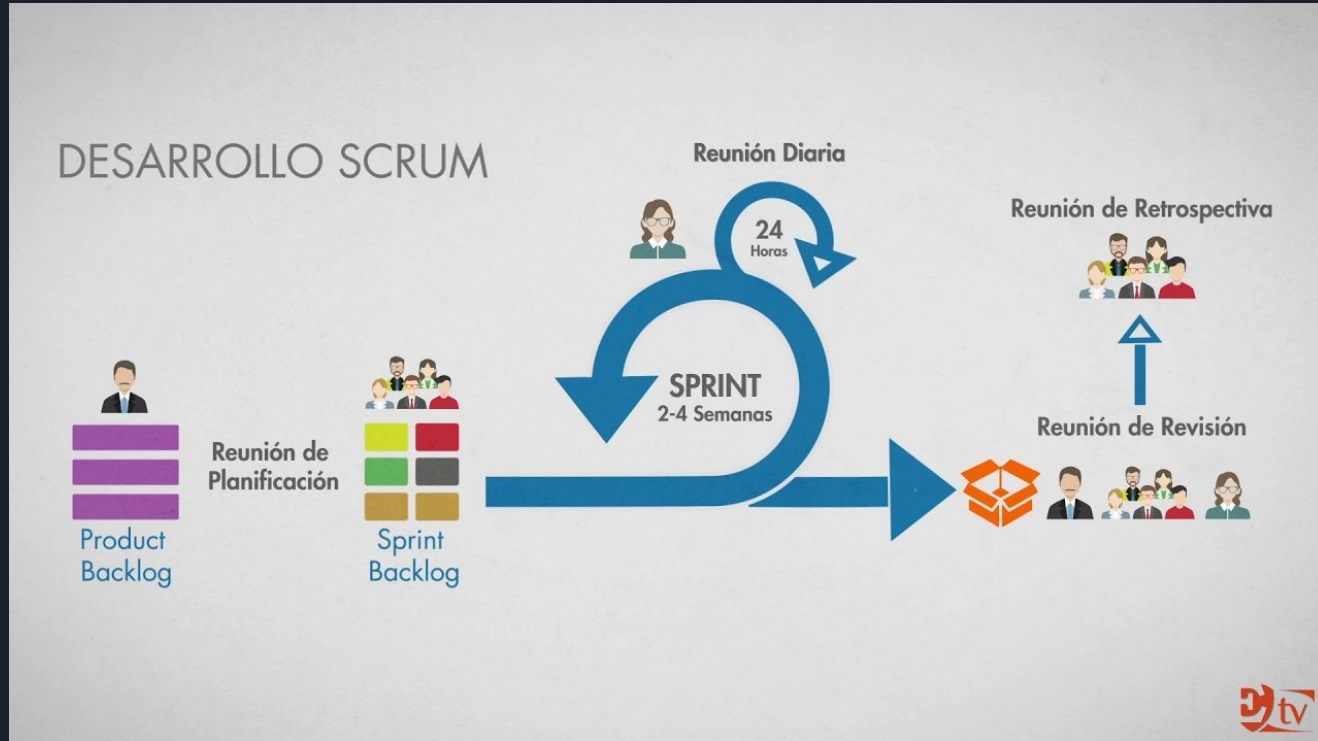 DESARROLLO SCRUM
Reunión Diaria
24
Horas
Reunión de Retrospectiva
SPRINT
2-4 Semanas
Reunión de Revisión
Reunión de
Planificación
Product
Backlog
Sprint
Backlog
tv